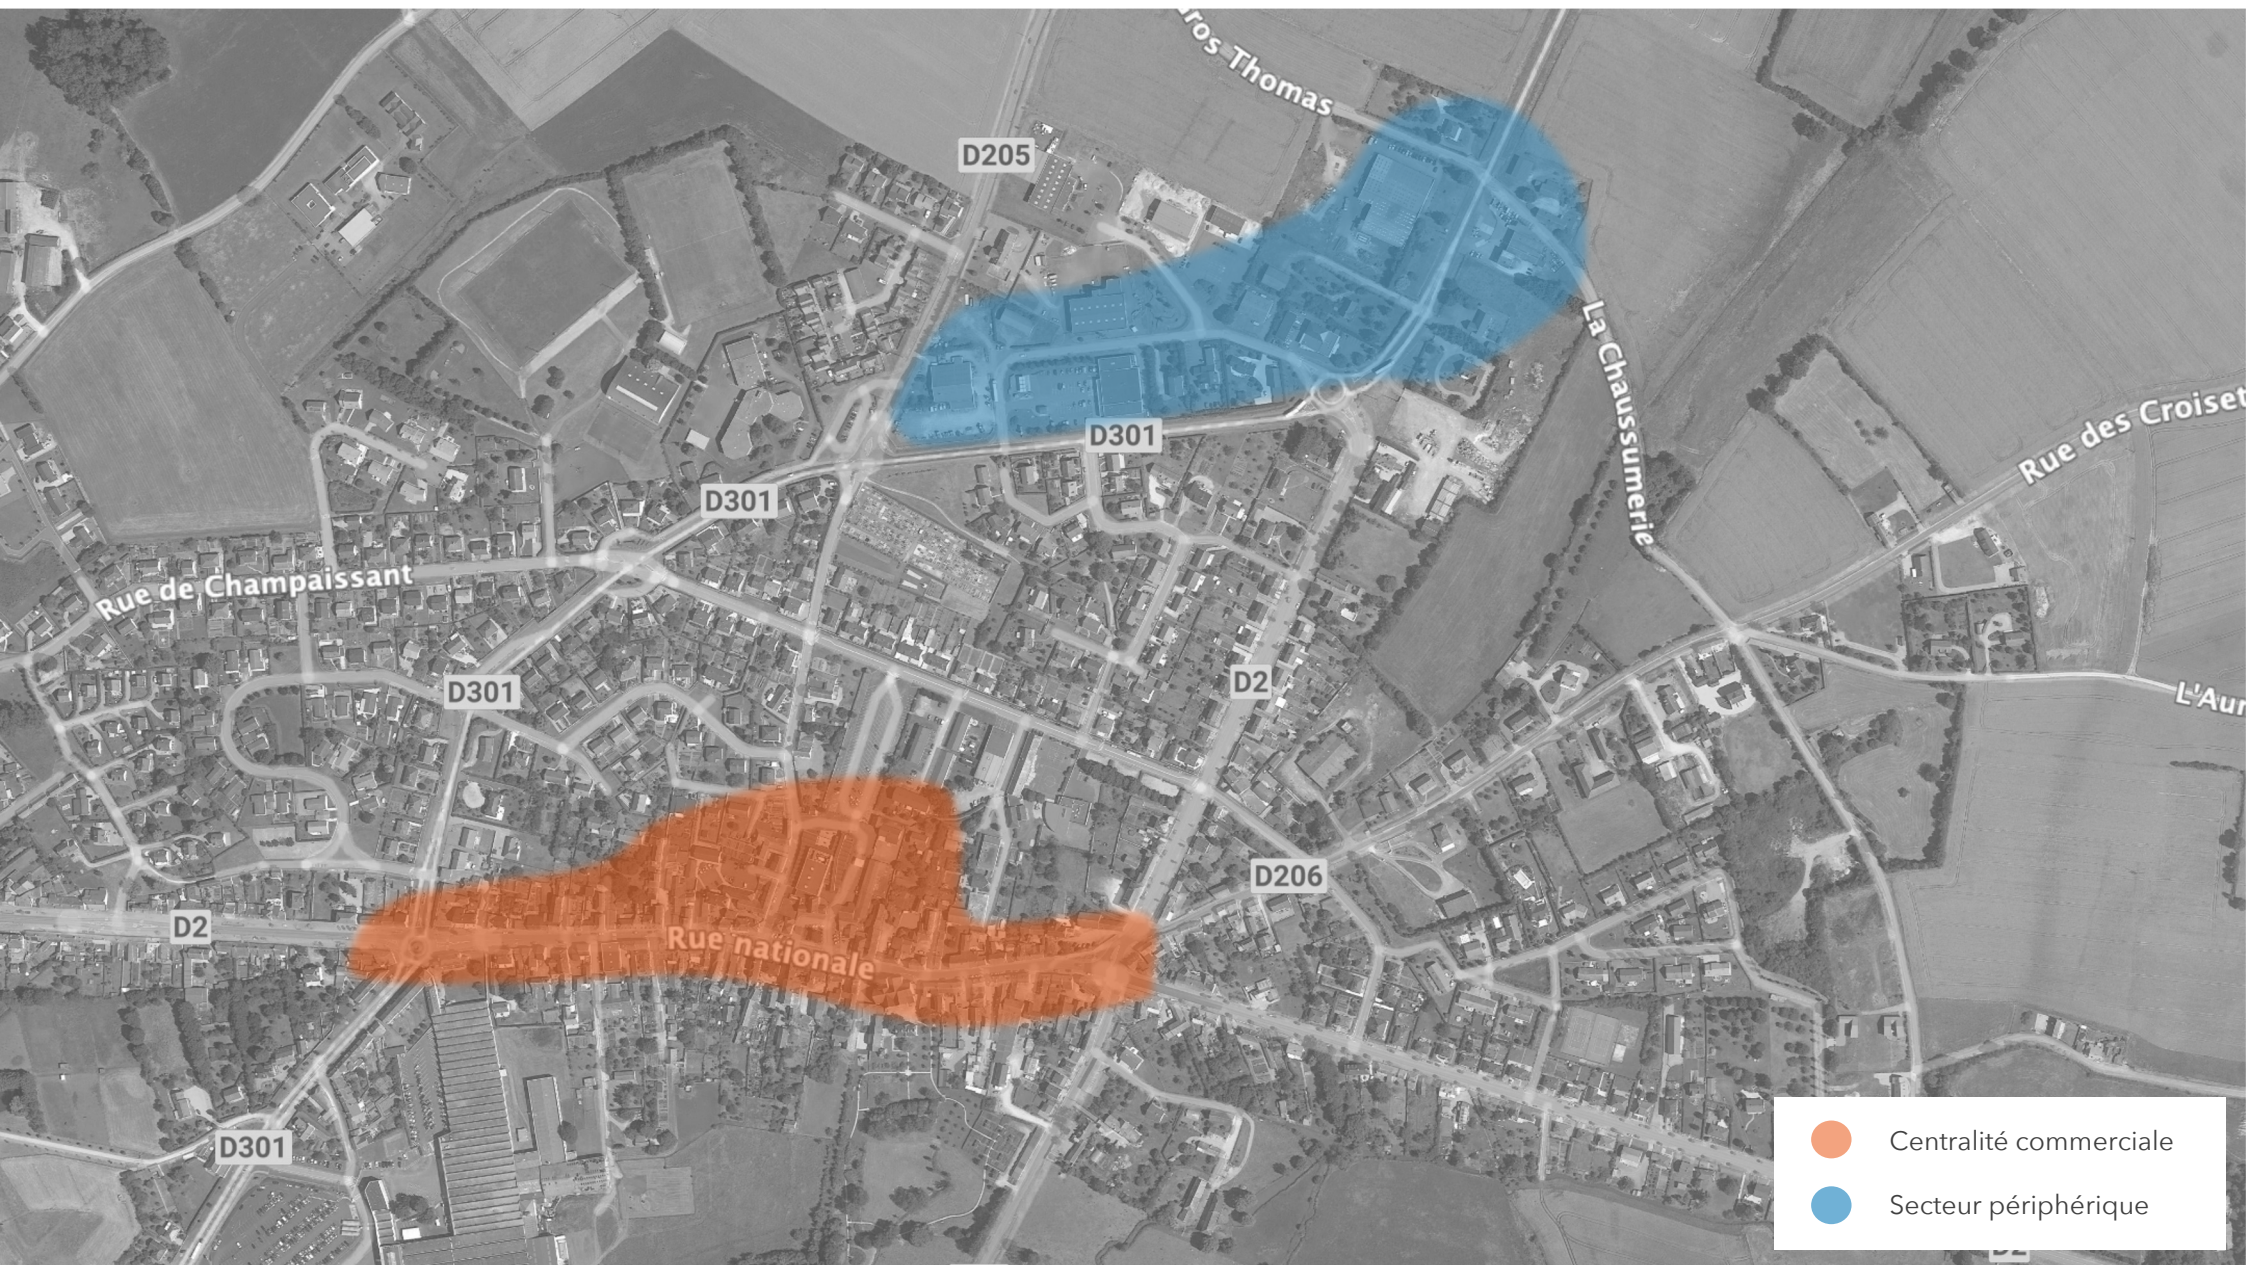 ros Thomas
D205
La Chaussumerie
Rue des Croiset
D301
D301
Rue de Champaissant
D301
D2
L'Aur
D206
D2
Rue nationale
D301
Centralité commerciale
Secteur périphérique
D2